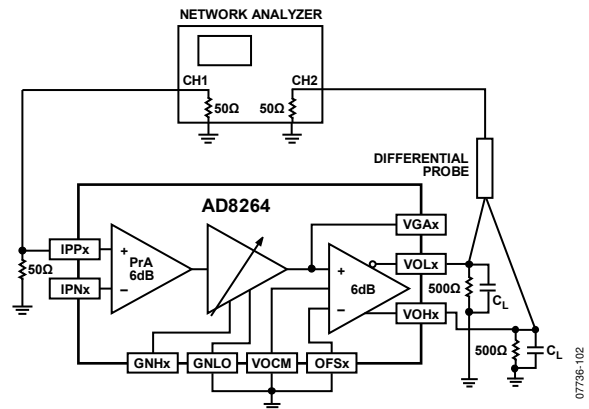 NETWORK ANALYZER
CH1
CH2
50Ω
50Ω
DIFFERENTIAL
PROBE
AD8264
VGAx
IPPx
+
PrA
6dB
–
+
6dB
–
VOLx
50Ω
IPNx
500Ω
CL
VOHx
GNHx
GNLO
VOCM
OFSx
500Ω
CL
07736-102